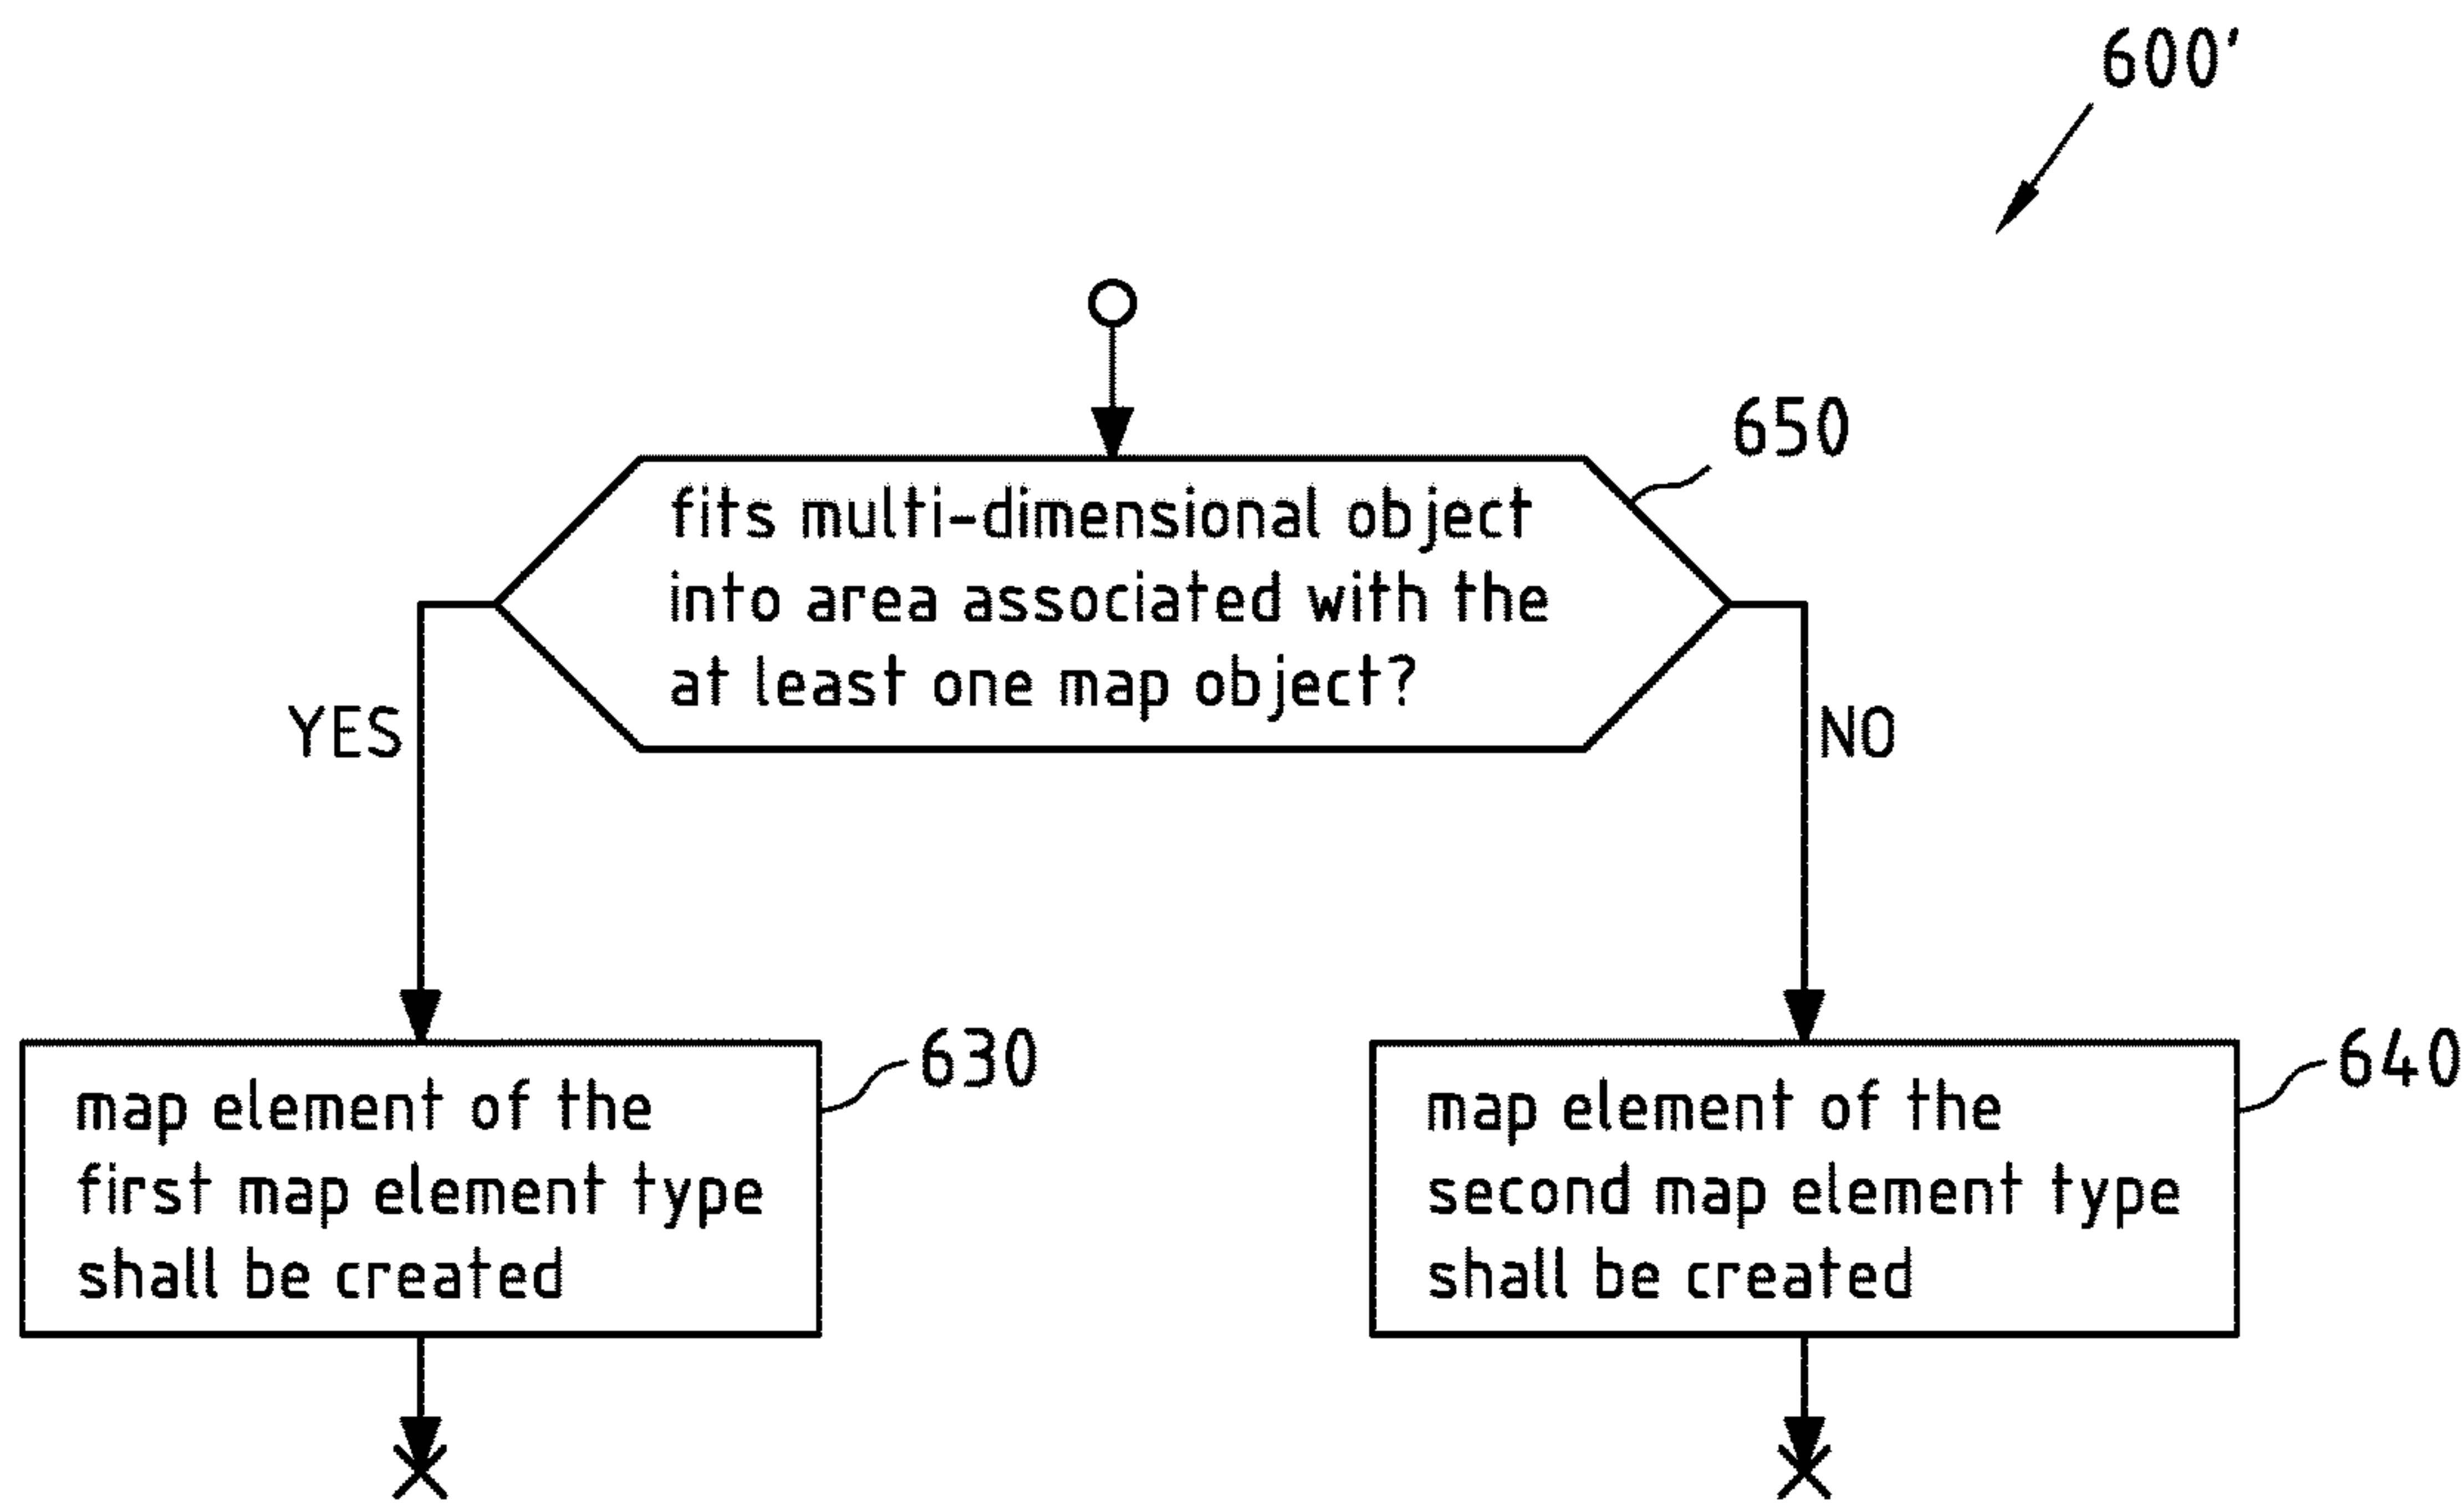 600'
650
fits multi-dimensional object
into area associated with the
at least one map object?
YES
NO
630
map element of the
first map element type
shall be created
640
map element of the
second map element type
shall be created